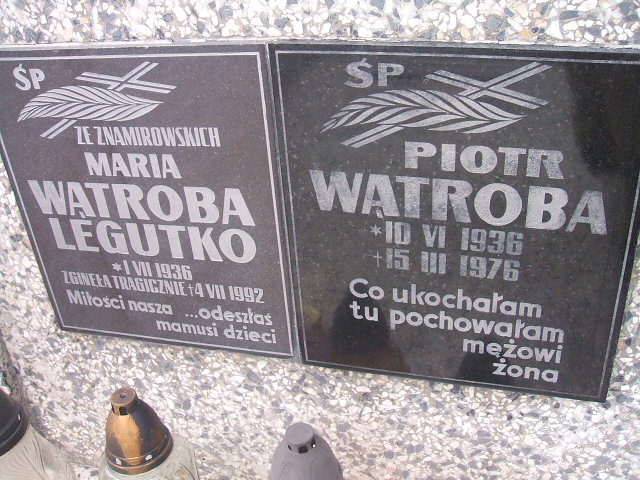 ŚP
ZE ZNAMIROWSKICH
MARIA
WĄTROBA
LEGUTKO
* 1 VII 1936
ZGINĘŁA TRAGICZNIE † 4 VII 1992
Miłości nasza ...odeszłaś
mamusi dzieci
ŚP
PIOTR
WĄTROBA
* 10 VI 1936
† 15 III 1976
Co ukochałam
tu pochowałam
mężowi
żona